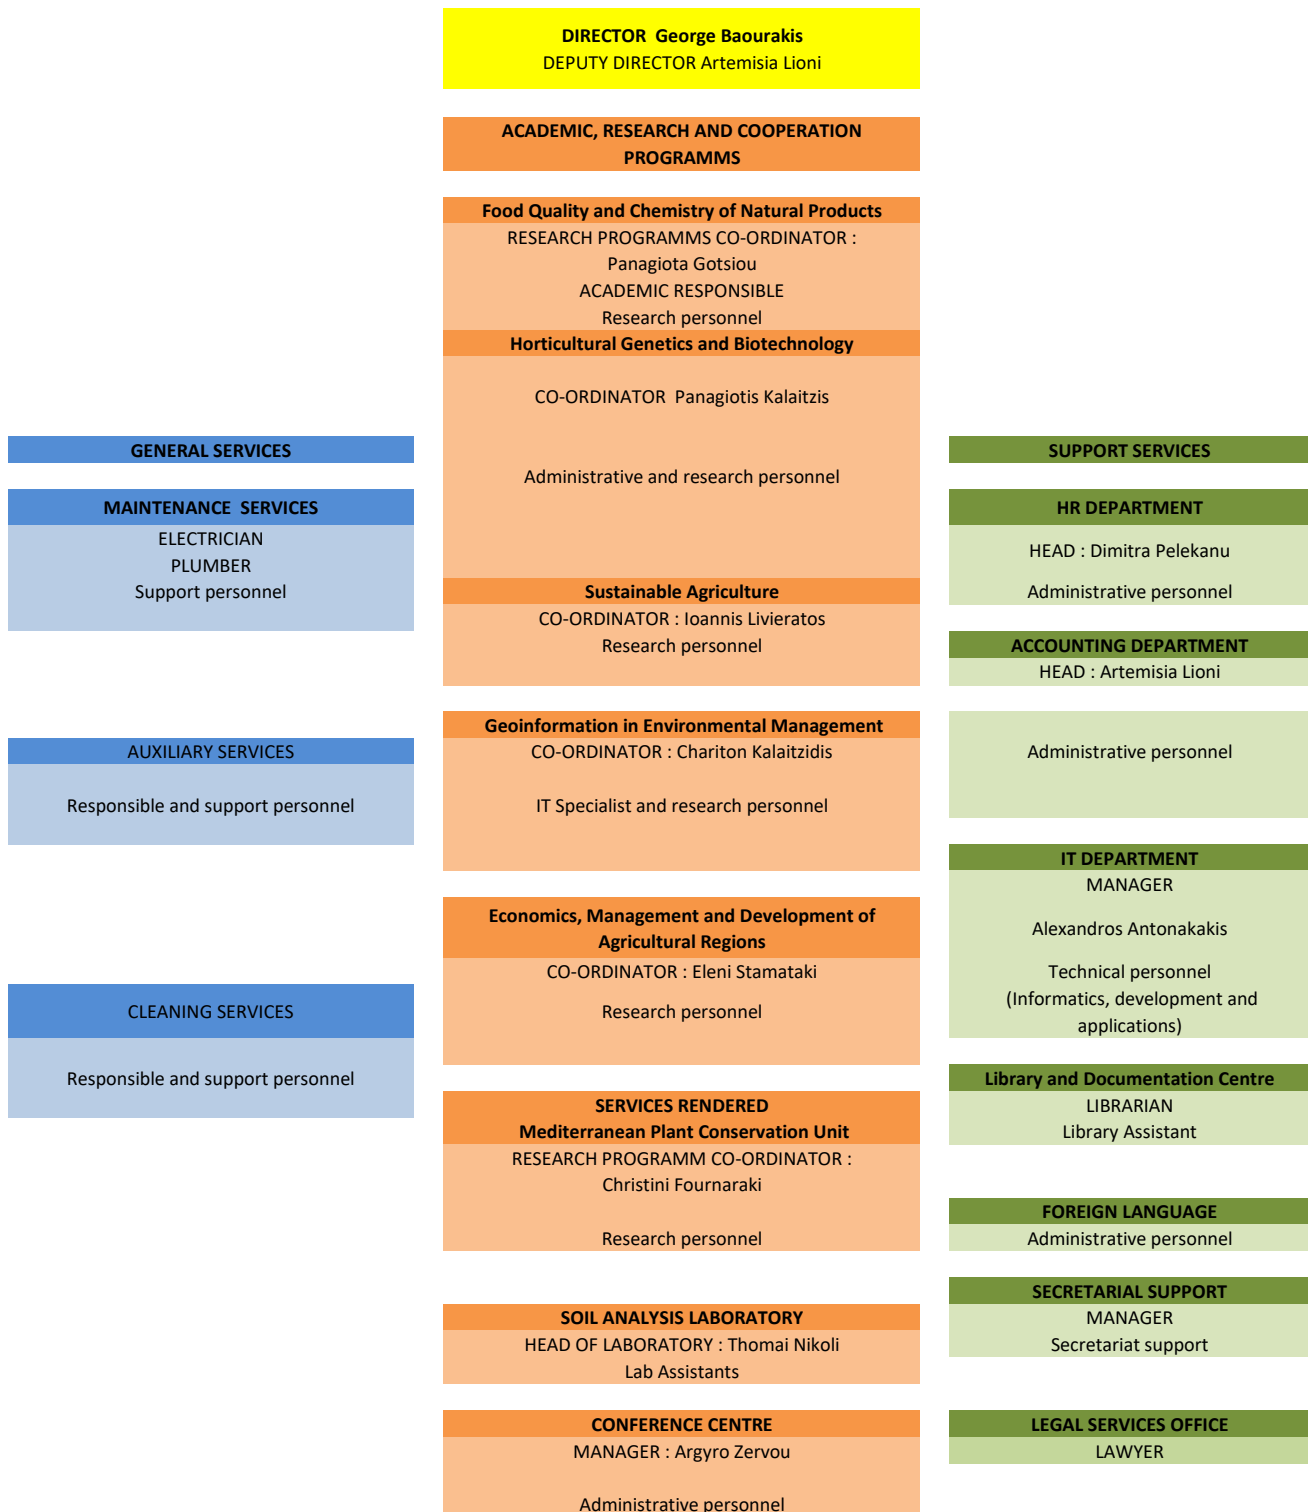 DIRECTOR  George Baourakis
DEPUTY DIRECTOR Artemisia Lioni
ACADEMIC, RESEARCH AND COOPERATION
PROGRAMMS
Food Quality and Chemistry of Natural Products
RESEARCH PROGRAMMS CO-ORDINATOR :
Panagiota Gotsiou
ACADEMIC RESPONSIBLE
Research personnel
Horticultural Genetics and Biotechnology
CO-ORDINATOR  Panagiotis Kalaitzis
Administrative and research personnel
Sustainable Agriculture
CO-ORDINATOR : Ioannis Livieratos
Research personnel
Geoinformation in Environmental Management
CO-ORDINATOR : Chariton Kalaitzidis
IT Specialist and research personnel
Economics, Management and Development of
Agricultural Regions
CO-ORDINATOR : Eleni Stamataki
Research personnel
SERVICES RENDERED
Mediterranean Plant Conservation Unit
RESEARCH PROGRAMM CO-ORDINATOR :
Christini Fournaraki
Research personnel
SOIL ANALYSIS LABORATORY
HEAD OF LABORATORY : Thomai Nikoli
Lab Assistants
CONFERENCE CENTRE
MANAGER : Argyro Zervou
Administrative personnel
GENERAL SERVICES
MAINTENANCE  SERVICES
ELECTRICIAN
PLUMBER
Support personnel
AUXILIARY SERVICES
Responsible and support personnel
CLEANING SERVICES
Responsible and support personnel
SUPPORT SERVICES
HR DEPARTMENT
HEAD : Dimitra Pelekanu
Administrative personnel
ACCOUNTING DEPARTMENT
HEAD : Artemisia Lioni
Administrative personnel
IT DEPARTMENT
MANAGER
Alexandros Antonakakis
Technical personnel
(Informatics, development and
applications)
Library and Documentation Centre
LIBRARIAN
Library Assistant
FOREIGN LANGUAGE
Administrative personnel
SECRETARIAL SUPPORT
MANAGER
Secretariat support
LEGAL SERVICES OFFICE
LAWYER